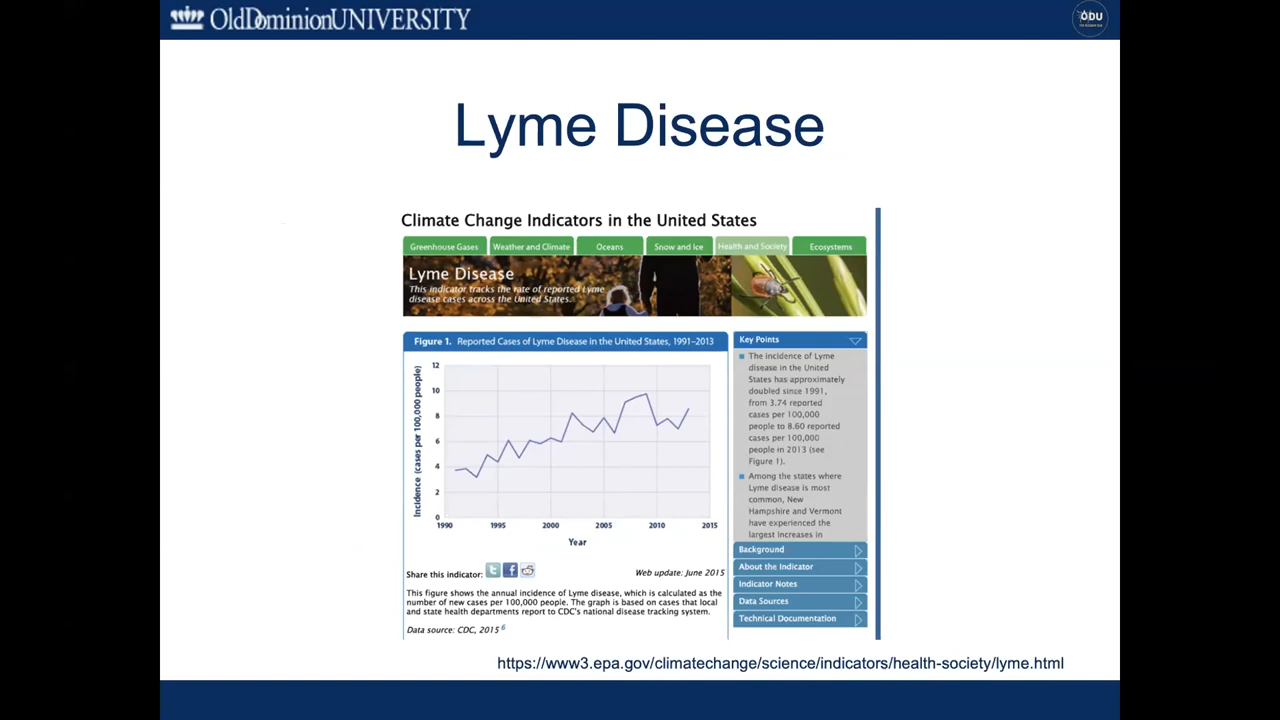 OldDominionUNIVERSITY
ODU
Lyme Disease
Climate Change Indicators in the United States
Greenhouse Gases
Weather and Climate
Oceans
Snow and Ice
Health and Society
Ecosystems
Lyme Disease
This indicator tracks the rate of reported Lyme
disease cases across the United States.
Figure 1. Reported Cases of Lyme Disease in the United States, 1991–2013
Incidence (cases per 100,000 people)
12
10
8
6
4
2
0
1990
1995
2000
2005
2010
2015
Year
Share this indicator:
Web update: June 2015
This figure shows the annual incidence of Lyme disease, which is calculated as the
number of new cases per 100,000 people. The graph is based on cases that local
and state health departments report to CDC's national disease tracking system.
Data source: CDC, 2015 6
Key Points
The incidence of Lyme
disease in the United
States has approximately
doubled since 1991,
from 3.74 reported
cases per 100,000
people to 8.60 reported
cases per 100,000
people in 2013 (see
Figure 1).
Among the states where
Lyme disease is most
common, New
Hampshire and Vermont
have experienced the
largest increases in
Background
About the Indicator
Indicator Notes
Data Sources
Technical Documentation
https://www3.epa.gov/climatechange/science/indicators/health-society/lyme.html